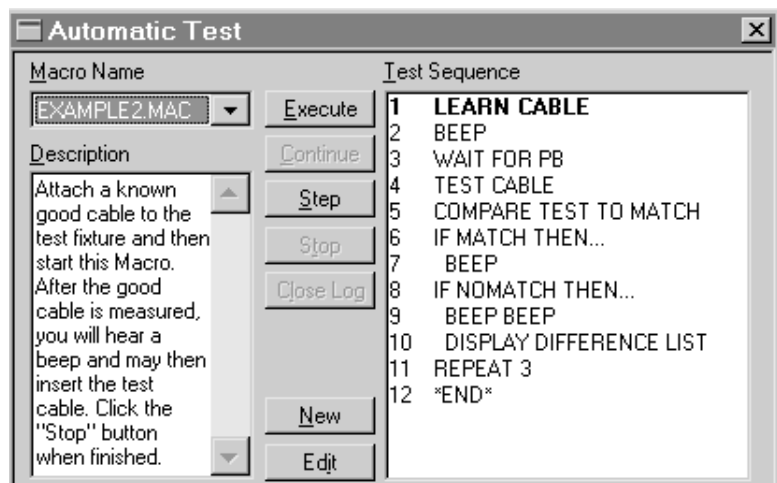 Automatic Test
Macro Name
EXAMPLE2.MAC
Description
Attach a known
good cable to the
test fixture and then
start this Macro.
After the good
cable is measured,
you will hear a
beep and may then
insert the test
cable. Click the
"Stop" button
when finished.
Execute
Continue
Step
Stop
Close Log
New
Edit
Test Sequence
1 LEARN CABLE
2 BEEP
3 WAIT FOR PB
4 TEST CABLE
5 COMPARE TEST TO MATCH
6 IF MATCH THEN...
7 BEEP
8 IF NOMATCH THEN...
9 BEEP BEEP
10 DISPLAY DIFFERENCE LIST
11 REPEAT 3
12 *END*